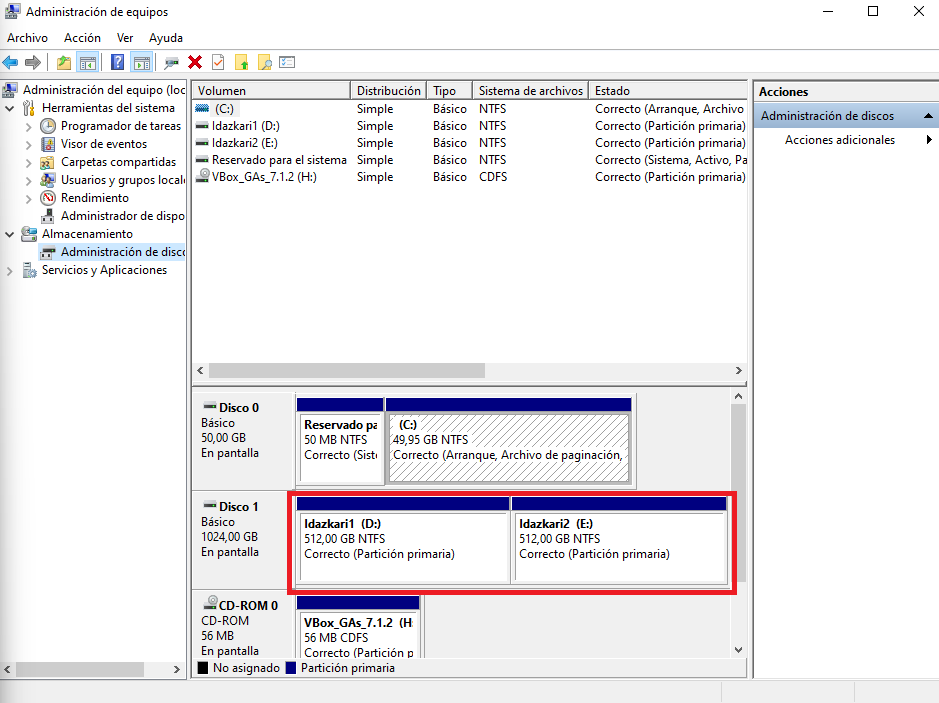 Administración de equipos
Archivo Acción Ver Ayuda
Administración del equipo (loc
Herramientas del sistema
Programador de tareas
Visor de eventos
Carpetas compartidas
Usuarios y grupos locale
Rendimiento
Administrador de dispo
Almacenamiento
Administración de disco
Servicios y Aplicaciones
Volumen Distribución Tipo Sistema de archivos Estado
(C:) Simple Básico NTFS Correcto (Arranque, Archivo
Idazkari1 (D:) Simple Básico NTFS Correcto (Partición primaria)
Idazkari2 (E:) Simple Básico NTFS Correcto (Partición primaria)
Reservado para el sistema Simple Básico NTFS Correcto (Sistema, Activo, Pa
VBox_GAs_7.1.2 (H:) Simple Básico CDFS Correcto (Partición primaria)
Disco 0
Básico
50,00 GB
En pantalla
Reservado pa
50 MB NTFS
Correcto (Siste
(C:)
49,95 GB NTFS
Correcto (Arranque, Archivo de paginación,
Disco 1
Básico
1024,00 GB
En pantalla
Idazkari1 (D:)
512,00 GB NTFS
Correcto (Partición primaria)
Idazkari2 (E:)
512,00 GB NTFS
Correcto (Partición primaria)
CD-ROM 0
CD-ROM
56 MB
En pantalla
VBox_GAs_7.1.2 (H:
56 MB CDFS
Correcto (Partición p
No asignado Partición primaria
Acciones
Administración de discos
Acciones adicionales